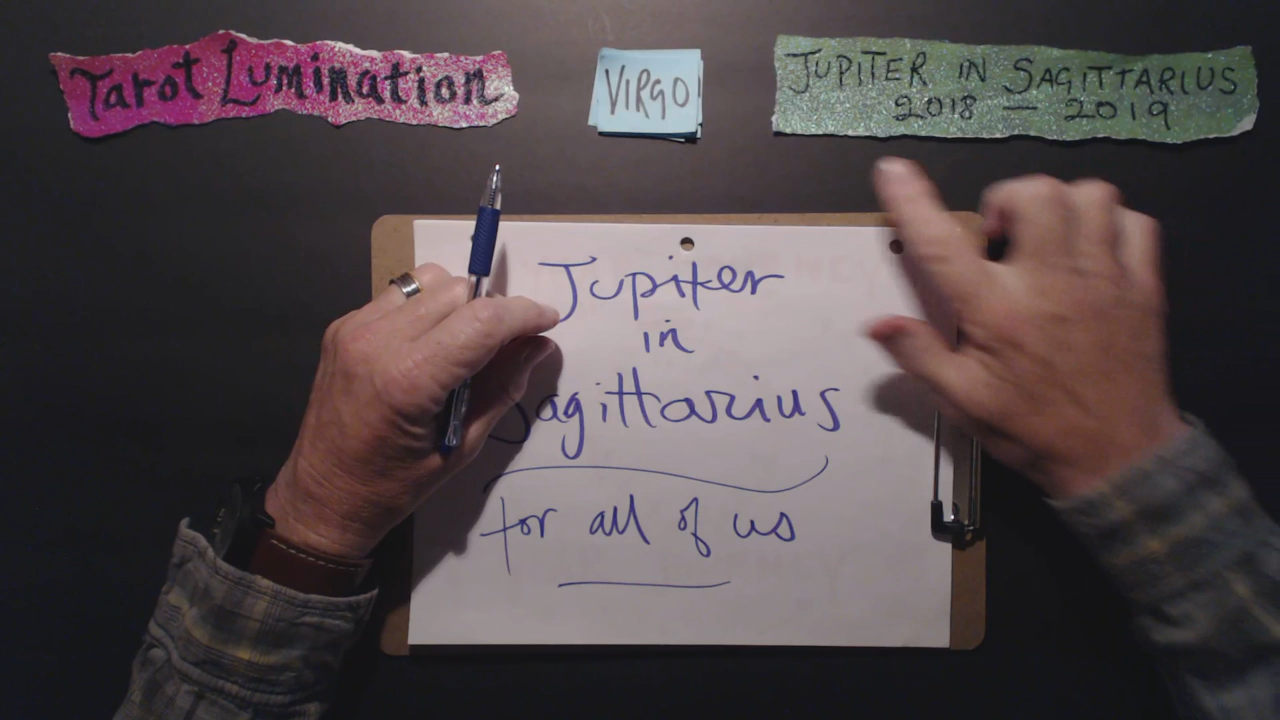 Tarot Lumination
VIRGO
JUPITER IN SAGITTARIUS
2018 — 2019
Jupiter
in
Sagittarius
for all of us